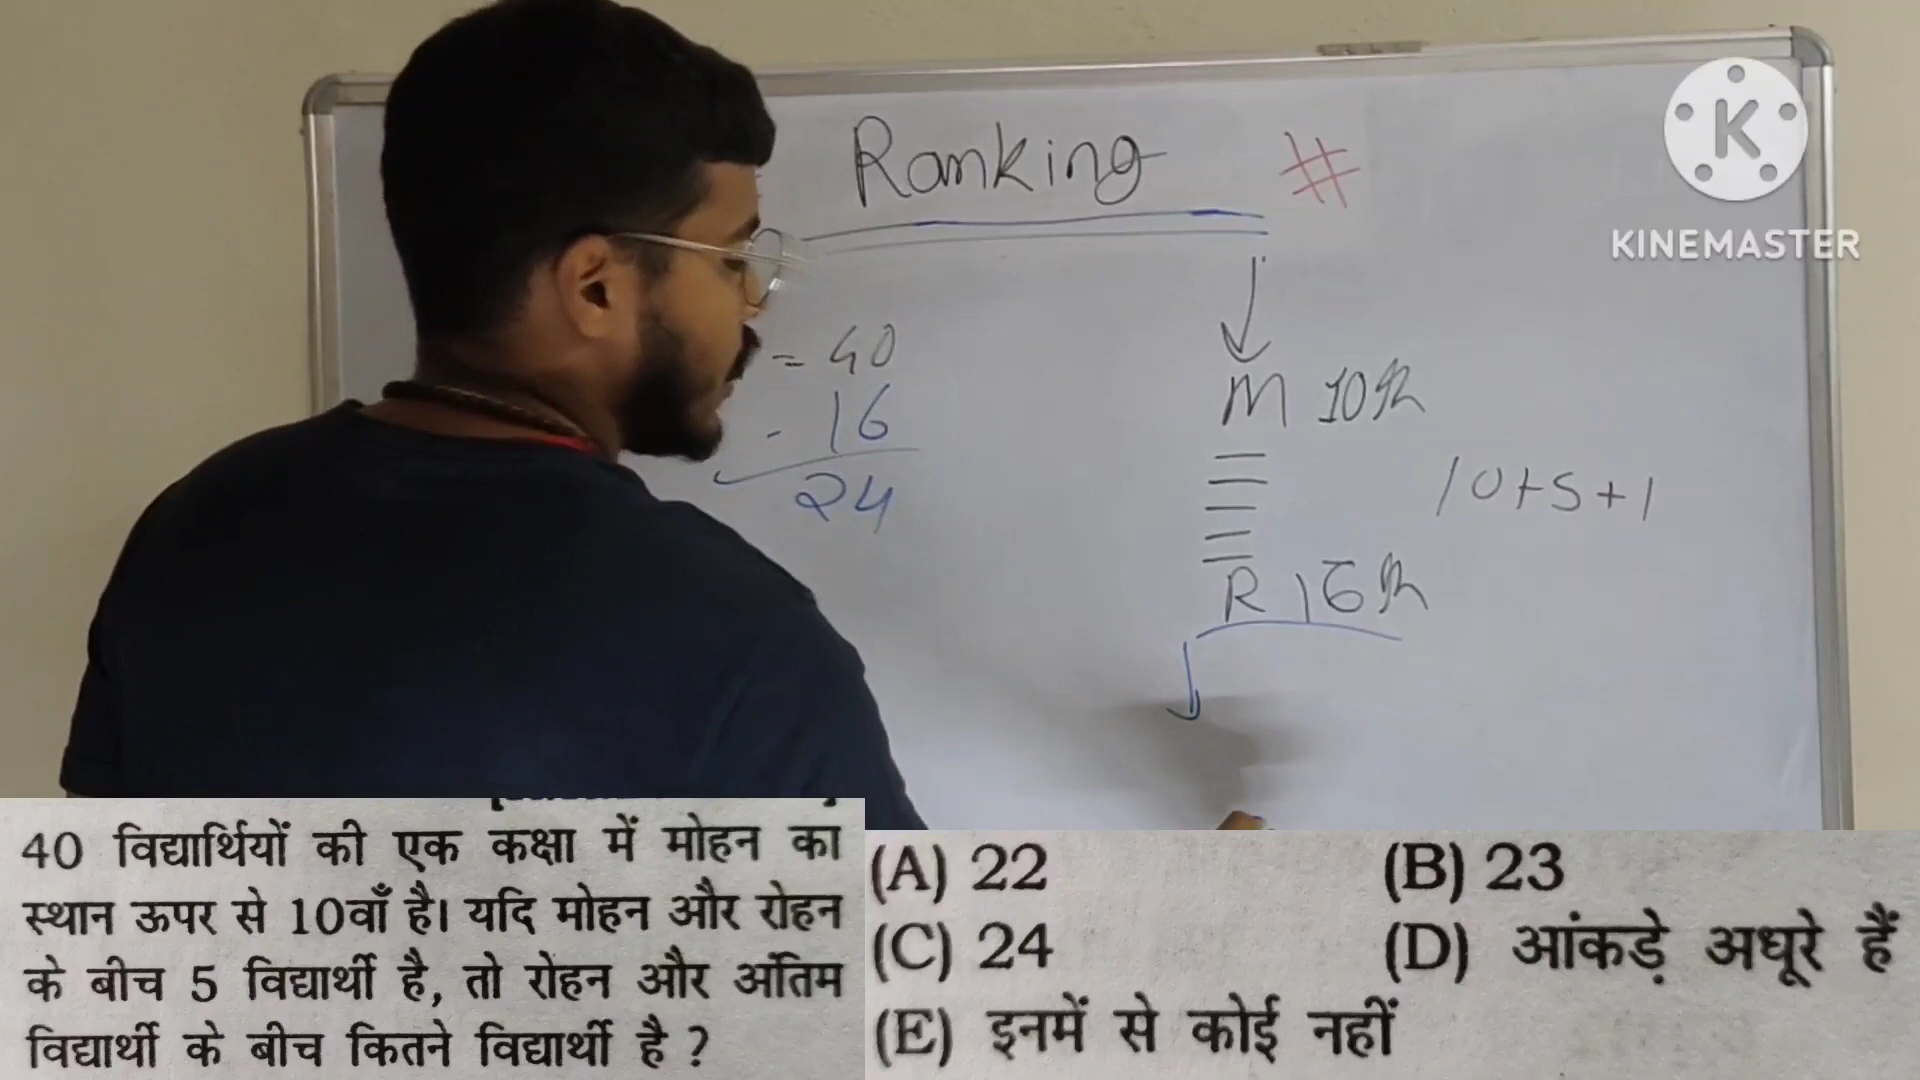 Ranking #
KINEMASTER
= 40
- 16
24
M 10th
10+5+1
R 16th
40 विद्यार्थियों की एक कक्षा में मोहन का
स्थान ऊपर से 10वाँ है। यदि मोहन और रोहन
के बीच 5 विद्यार्थी है, तो रोहन और अंतिम
विद्यार्थी के बीच कितने विद्यार्थी है ?
(A) 22 (B) 23
(C) 24 (D) आंकड़े अधूरे हैं
(E) इनमें से कोई नहीं